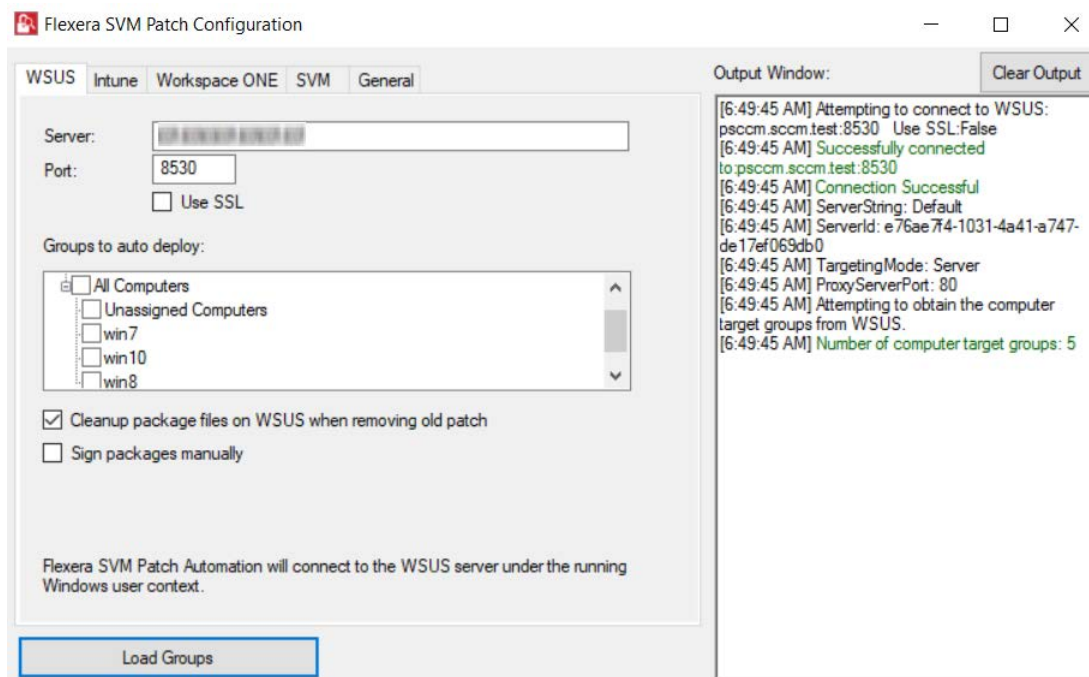 Flexera SVM Patch Configuration
WSUS Intune Workspace ONE SVM General
Server:
Port: 8530
Use SSL
Groups to auto deploy:
All Computers
Unassigned Computers
win7
win10
win8
Cleanup package files on WSUS when removing old patch
Sign packages manually
Flexera SVM Patch Automation will connect to the WSUS server under the running
Windows user context.
Load Groups
Output Window: Clear Output
[6:49:45 AM] Attempting to connect to WSUS:
psccm.sccm.test:8530 Use SSL:False
[6:49:45 AM] Successfully connected
to:psccm.sccm.test:8530
[6:49:45 AM] Connection Successful
[6:49:45 AM] ServerString: Default
[6:49:45 AM] ServerId: e76ae7f4-1031-4a41-a747-
de17ef069db0
[6:49:45 AM] TargetingMode: Server
[6:49:45 AM] ProxyServerPort: 80
[6:49:45 AM] Attempting to obtain the computer
target groups from WSUS.
[6:49:45 AM] Number of computer target groups: 5